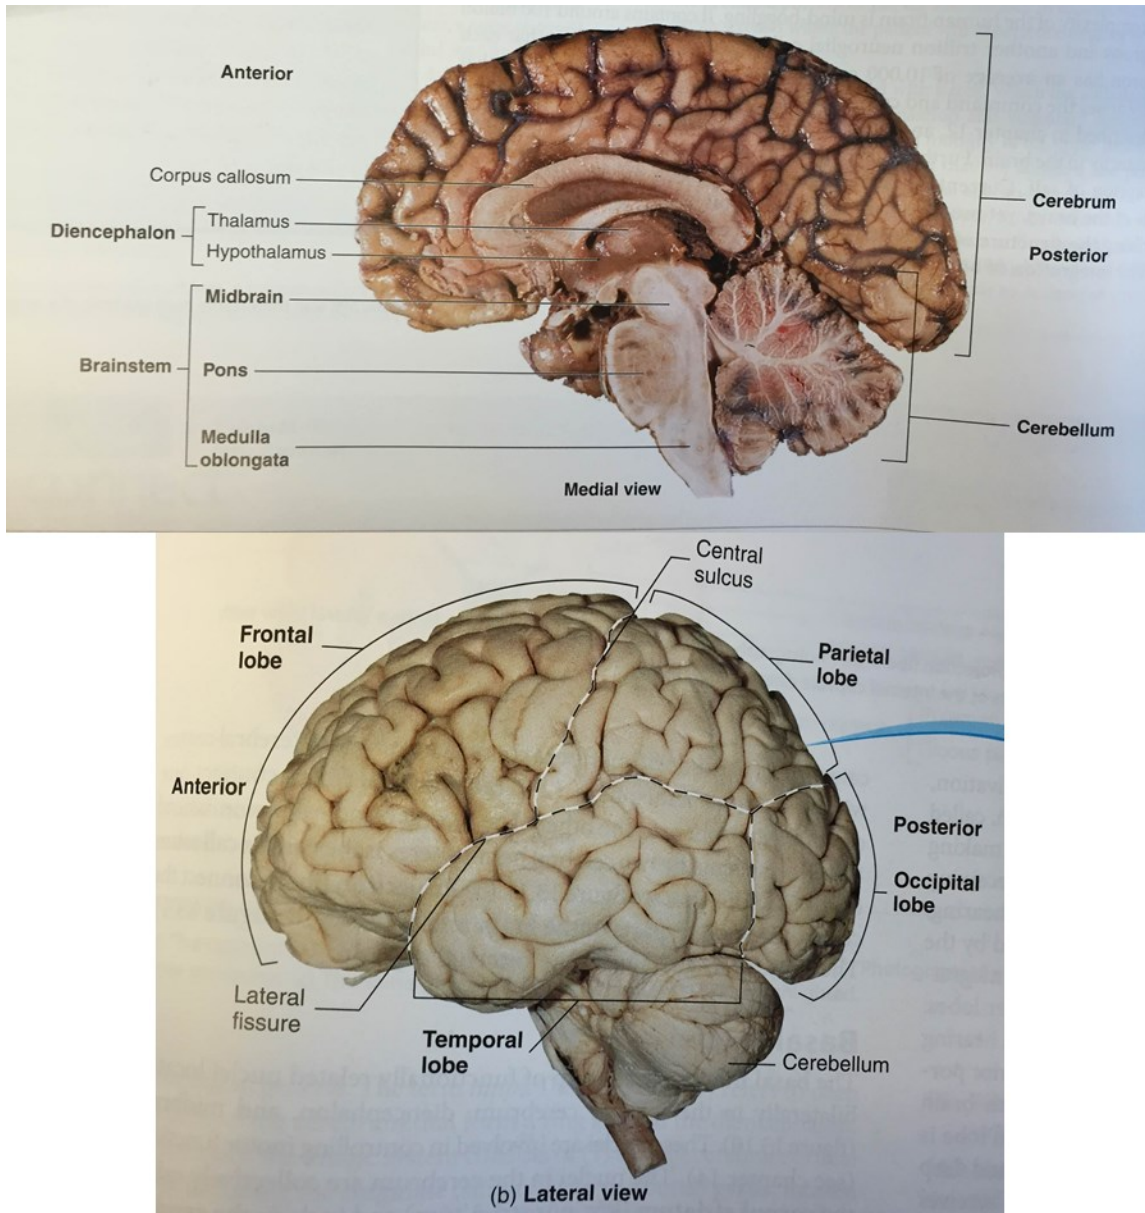 Anterior
Corpus callosum
Diencephalon
Thalamus
Hypothalamus
Midbrain
Brainstem
Pons
Medulla
oblongata
Cerebrum
Posterior
Cerebellum
Medial view
Central
sulcus
Frontal
lobe
Parietal
lobe
Anterior
Posterior
Occipital
lobe
Lateral
fissure
Temporal
lobe
Cerebellum
(b) Lateral view